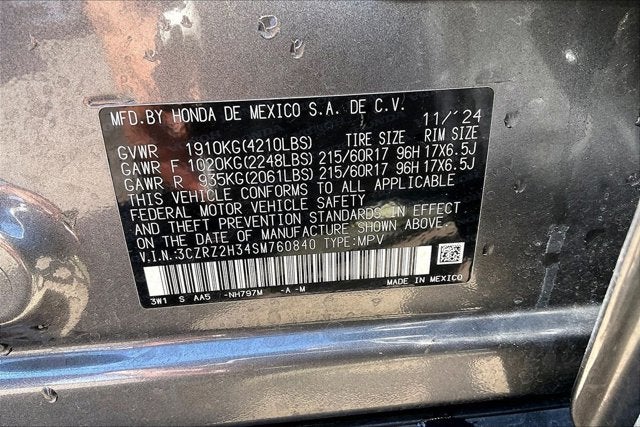 MFD.BY HONDA DE MEXICO S.A. DE C.V. 11/'24
TIRE SIZE RIM SIZE
GVWR 1910KG(4210LBS)
GAWR F 1020KG(2248LBS) 215/60R17 96H 17X6.5J
GAWR R 935KG(2061LBS) 215/60R17 96H 17X6.5J
THIS VEHICLE CONFORMS TO ALL APPLICABLE
FEDERAL MOTOR VEHICLE SAFETY
AND THEFT PREVENTION STANDARDS IN EFFECT
ON THE DATE OF MANUFACTURE SHOWN ABOVE.
V.I.N.:3CZRZ2H34SM760840 TYPE:MPV
3W1 S AA5 -NH797M -A -M MADE IN MEXICO